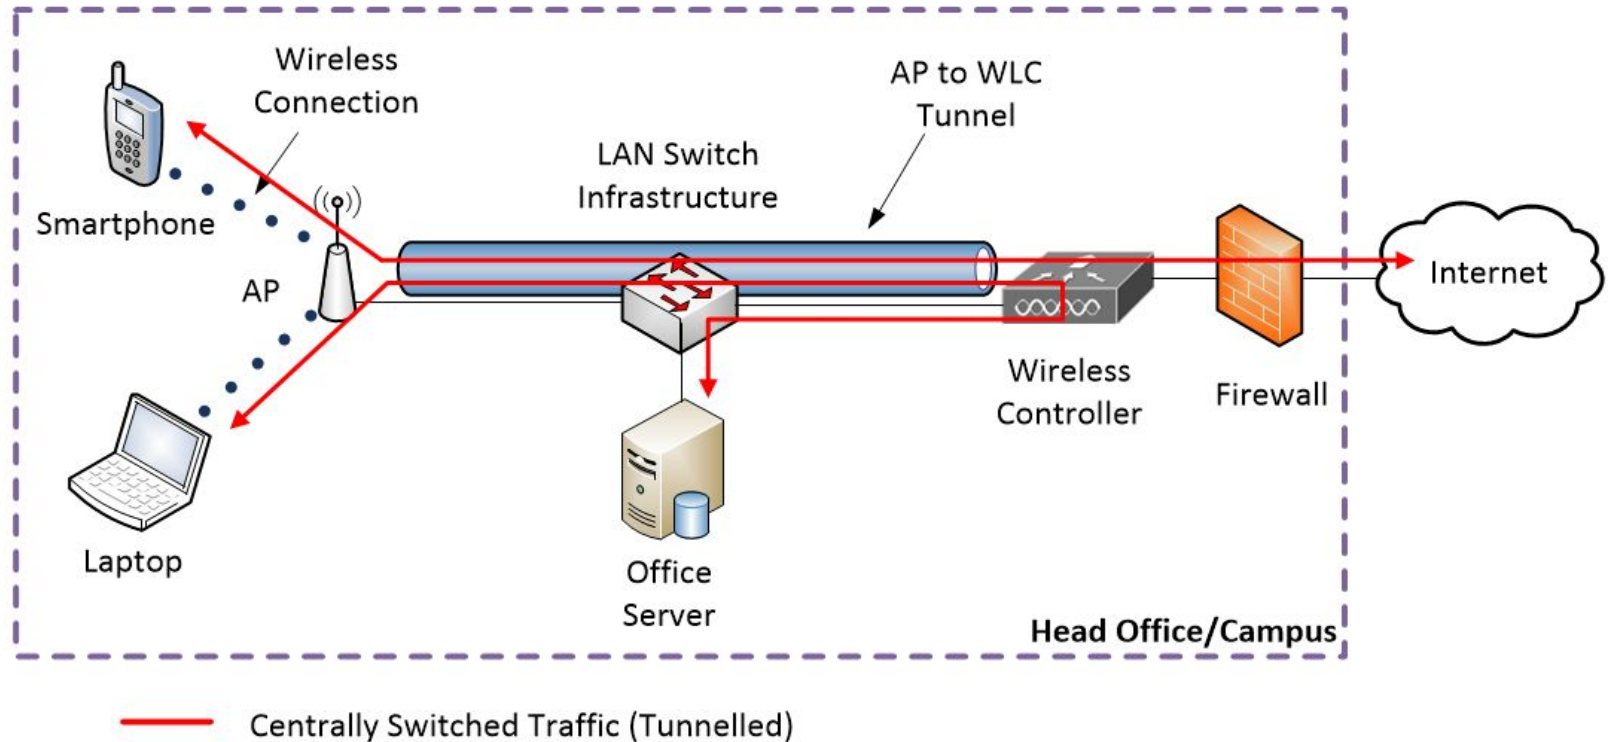 Wireless
Connection
AP to WLC
Tunnel
LAN Switch
Infrastructure
Smartphone
AP
Internet
Wireless
Controller
Firewall
Laptop
Office
Server
Head Office/Campus
Centrally Switched Traffic (Tunnelled)